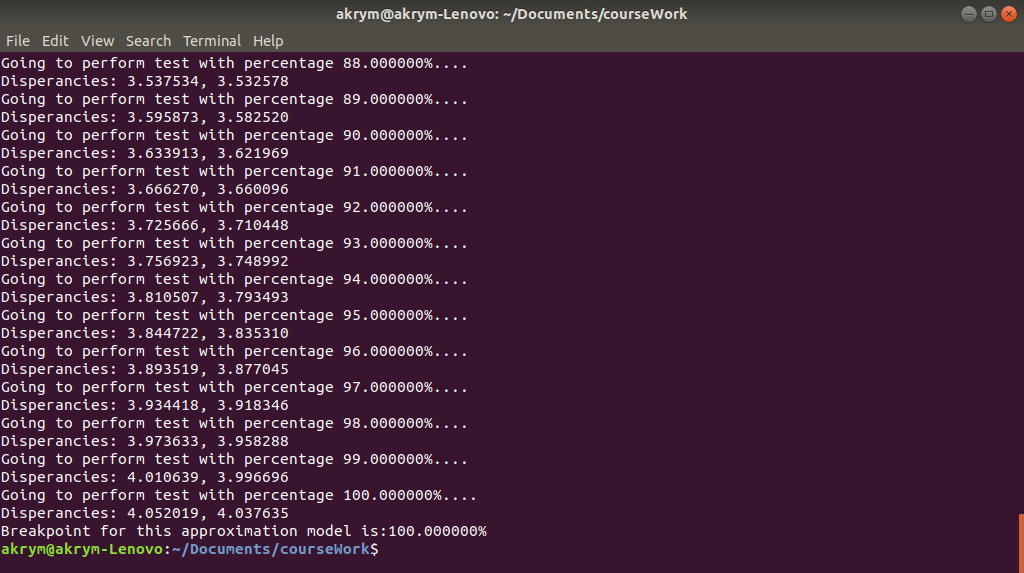 akrym@akrym-Lenovo: ~/Documents/courseWork
File Edit View Search Terminal Help
Going to perform test with percentage 88.000000%....
Disperancies: 3.537534, 3.532578
Going to perform test with percentage 89.000000%....
Disperancies: 3.595873, 3.582520
Going to perform test with percentage 90.000000%....
Disperancies: 3.633913, 3.621969
Going to perform test with percentage 91.000000%....
Disperancies: 3.666270, 3.660096
Going to perform test with percentage 92.000000%....
Disperancies: 3.725666, 3.710448
Going to perform test with percentage 93.000000%....
Disperancies: 3.756923, 3.748992
Going to perform test with percentage 94.000000%....
Disperancies: 3.810507, 3.793493
Going to perform test with percentage 95.000000%....
Disperancies: 3.844722, 3.835310
Going to perform test with percentage 96.000000%....
Disperancies: 3.893519, 3.877045
Going to perform test with percentage 97.000000%....
Disperancies: 3.934418, 3.918346
Going to perform test with percentage 98.000000%....
Disperancies: 3.973633, 3.958288
Going to perform test with percentage 99.000000%....
Disperancies: 4.010639, 3.996696
Going to perform test with percentage 100.000000%....
Disperancies: 4.052019, 4.037635
Breakpoint for this approximation model is:100.000000%
akrym@akrym-Lenovo:~/Documents/courseWork$